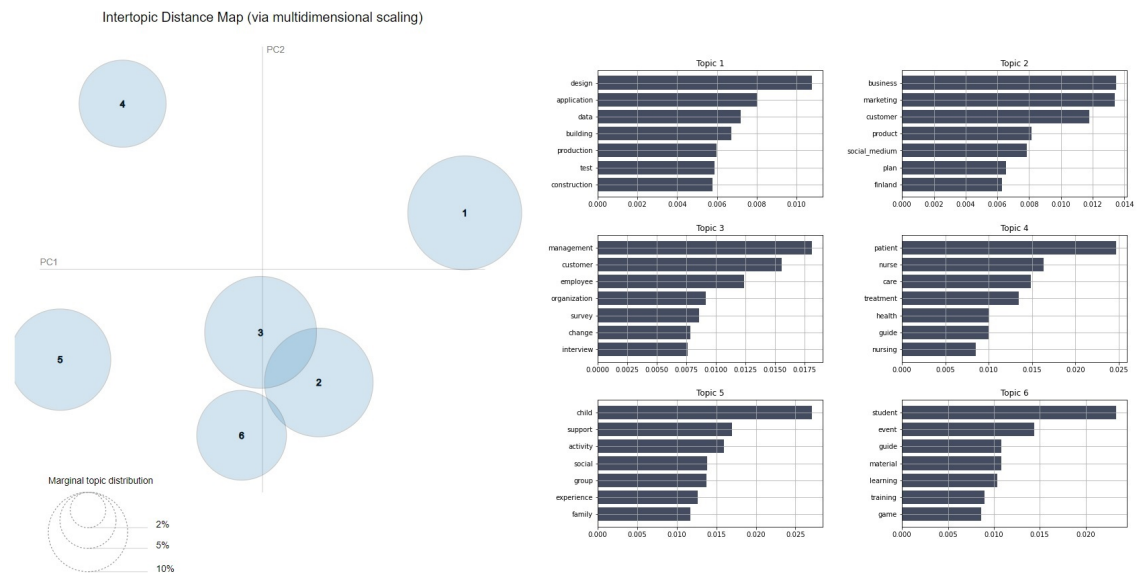 Intertopic Distance Map (via multidimensional scaling)
PC2
PC1
4
1
3
2
5
6
Marginal topic distribution
2%
5%
10%
Topic 1
design
application
data
building
production
test
construction
0.000 0.002 0.004 0.006 0.008 0.010
Topic 2
business
marketing
customer
product
social_medium
plan
finland
0.000 0.002 0.004 0.006 0.008 0.010 0.012 0.014
Topic 3
management
customer
employee
organization
survey
change
interview
0.0000 0.0025 0.0050 0.0075 0.0100 0.0125 0.0150 0.0175
Topic 4
patient
nurse
care
treatment
health
guide
nursing
0.000 0.005 0.010 0.015 0.020 0.025
Topic 5
child
support
activity
social
group
experience
family
0.000 0.005 0.010 0.015 0.020 0.025
Topic 6
student
event
guide
material
learning
training
game
0.000 0.005 0.010 0.015 0.020